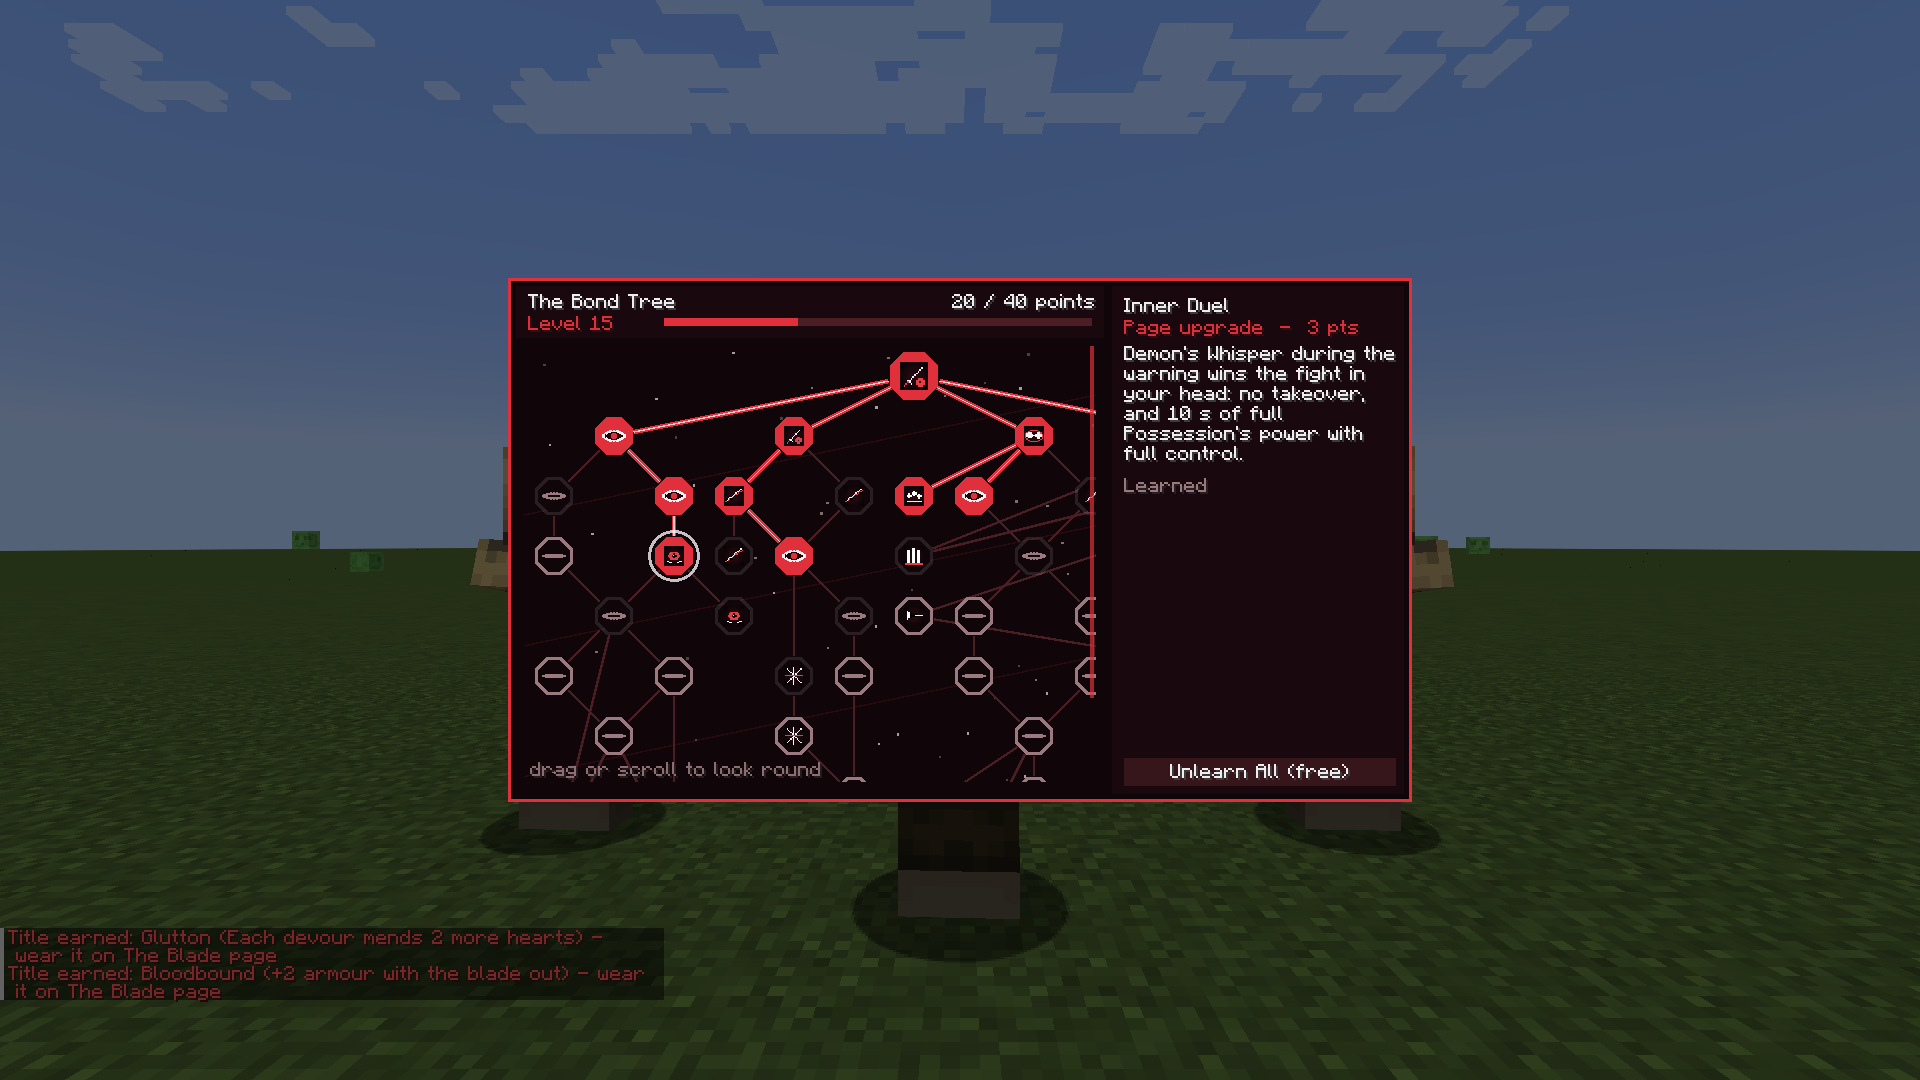 The Bond Tree
20 / 40 points
Level 15
drag or scroll to look round
Inner Duel
Page upgrade - 3 pts
Demon's Whisper during the
warning wins the fight in
your head: no takeover,
and 10 s of full
Possession's power with
full control.
Learned
Unlearn All (free)
Title earned: Glutton (Each devour mends 2 more hearts) -
wear it on The Blade page
Title earned: Bloodbound (+2 armour with the blade out) - wear
it on The Blade page